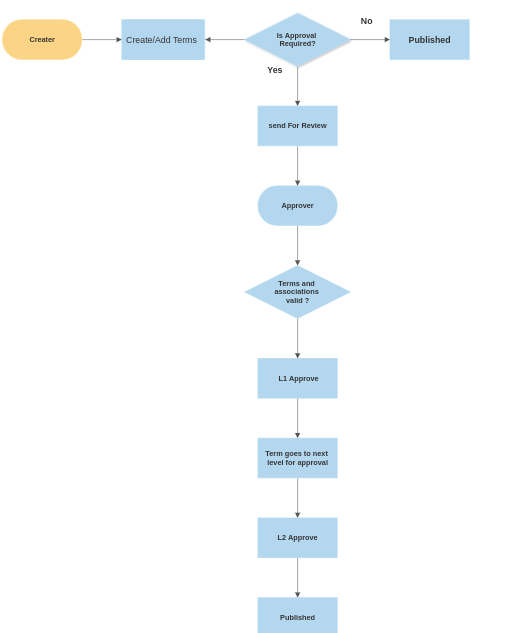 No
Creater
Create/Add Terms
Is Approval
Required?
Published
Yes
send For Review
Approver
Terms and
associations
valid ?
L1 Approve
Term goes to next
level for approval
L2 Approve
Published